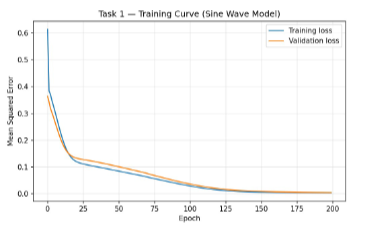 Task 1 — Training Curve (Sine Wave Model)
Training loss
Validation loss
Mean Squared Error
0.6
0.5
0.4
0.3
0.2
0.1
0.0
0 25 50 75 100 125 150 175 200
Epoch